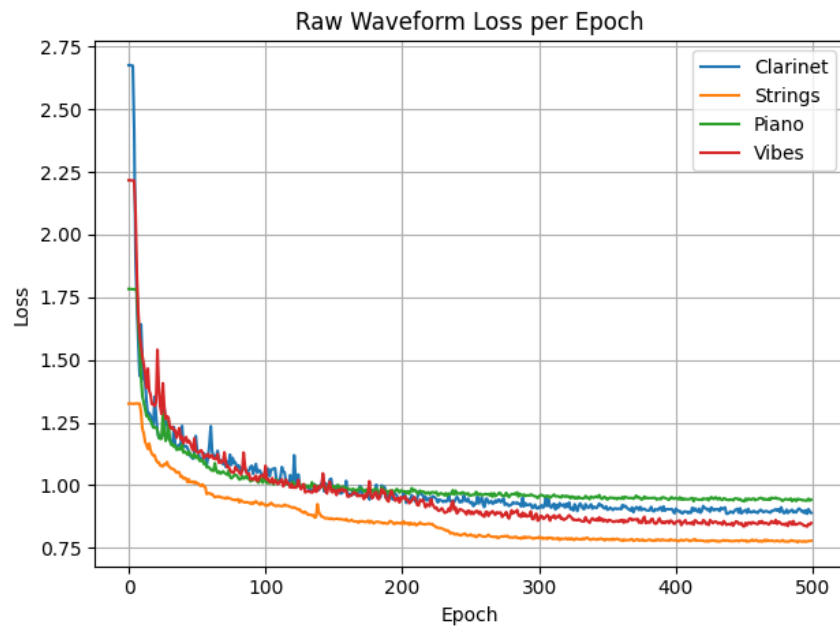 Raw Waveform Loss per Epoch
Clarinet
Strings
Piano
Vibes
Loss
2.75
2.50
2.25
2.00
1.75
1.50
1.25
1.00
0.75
0 100 200 300 400 500
Epoch